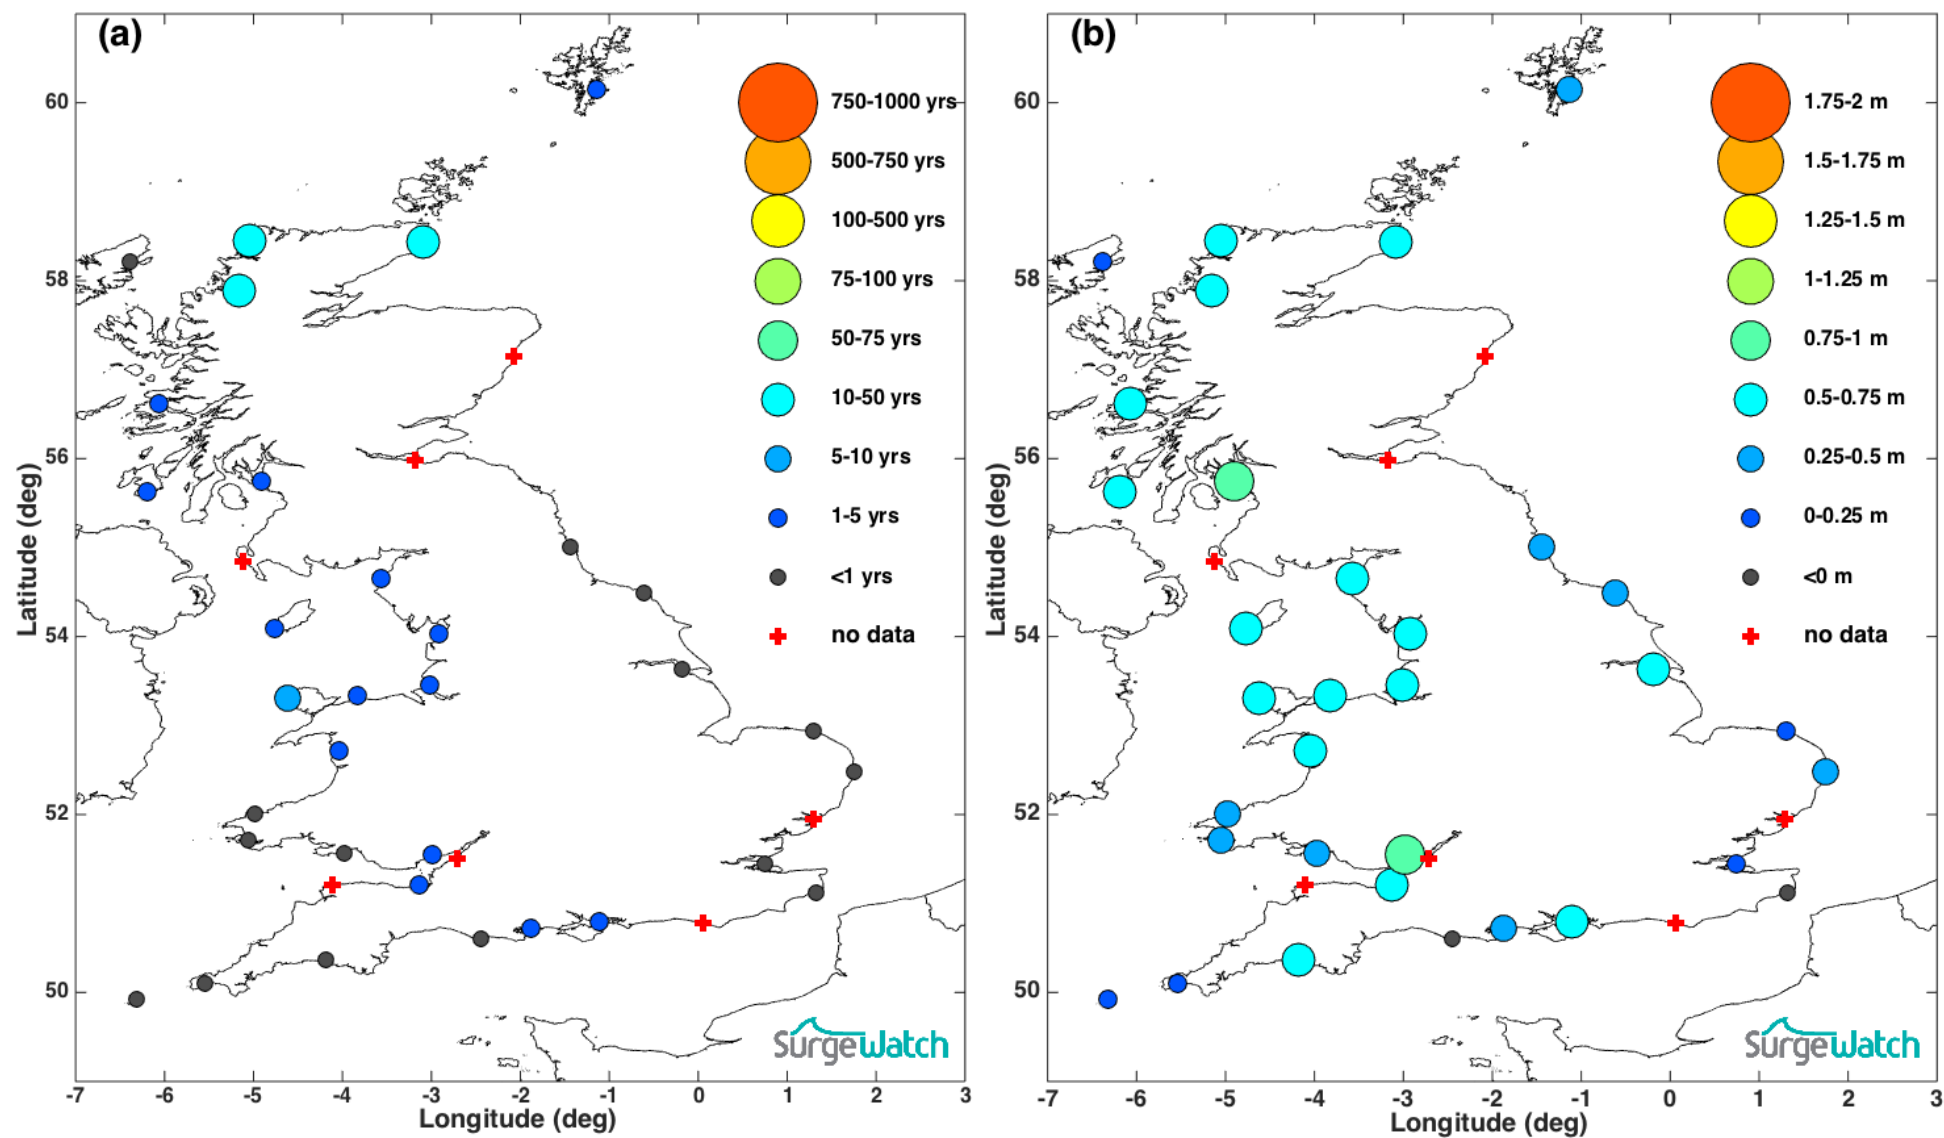 (a)
750-1000 yrs
500-750 yrs
100-500 yrs
75-100 yrs
50-75 yrs
10-50 yrs
5-10 yrs
1-5 yrs
<1 yrs
no data
60
58
56
54
52
50
Latitude (deg)
SurgeWatch
-7 -6 -5 -4 -3 -2 -1 0 1 2 3
Longitude (deg)
(b)
1.75-2 m
1.5-1.75 m
1.25-1.5 m
1-1.25 m
0.75-1 m
0.5-0.75 m
0.25-0.5 m
0-0.25 m
<0 m
no data
60
58
56
54
52
50
Latitude (deg)
SurgeWatch
-7 -6 -5 -4 -3 -2 -1 0 1 2 3
Longitude (deg)